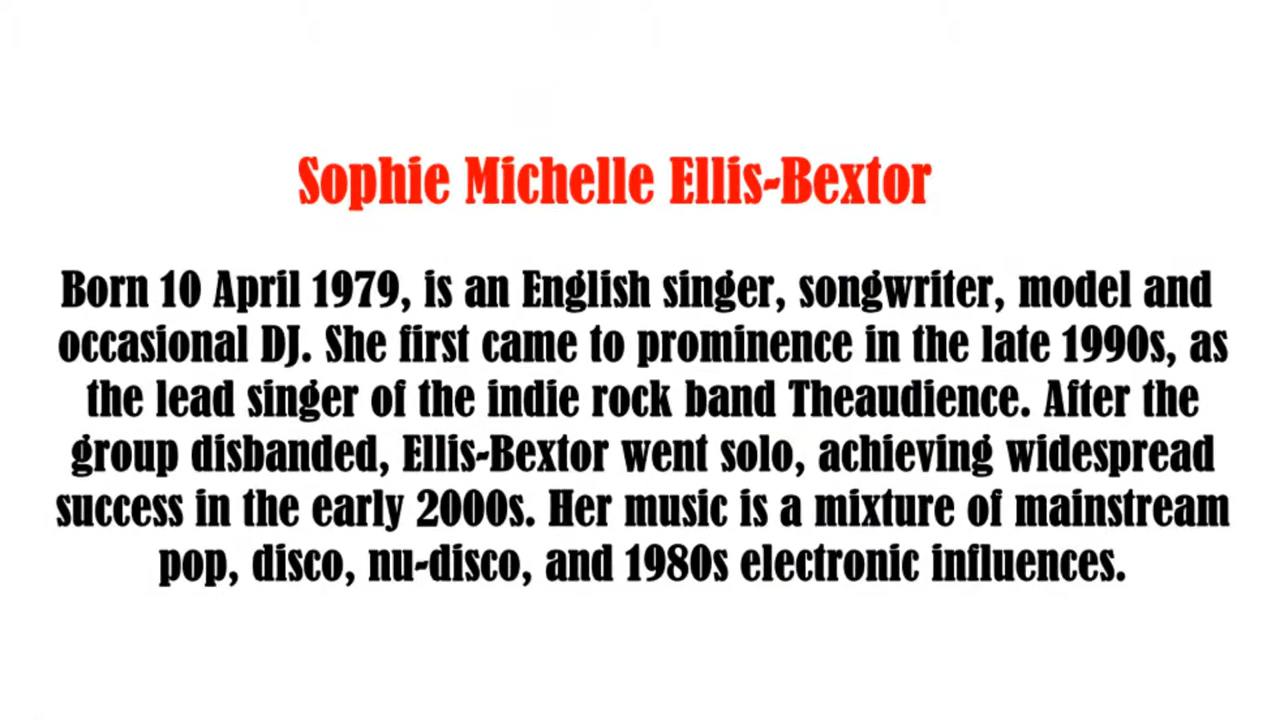 Sophie Michelle Ellis-Bextor
Born 10 April 1979, is an English singer, songwriter, model and
occasional DJ. She first came to prominence in the late 1990s, as
the lead singer of the indie rock band Theaudience. After the
group disbanded, Ellis-Bextor went solo, achieving widespread
success in the early 2000s. Her music is a mixture of mainstream
pop, disco, nu-disco, and 1980s electronic influences.